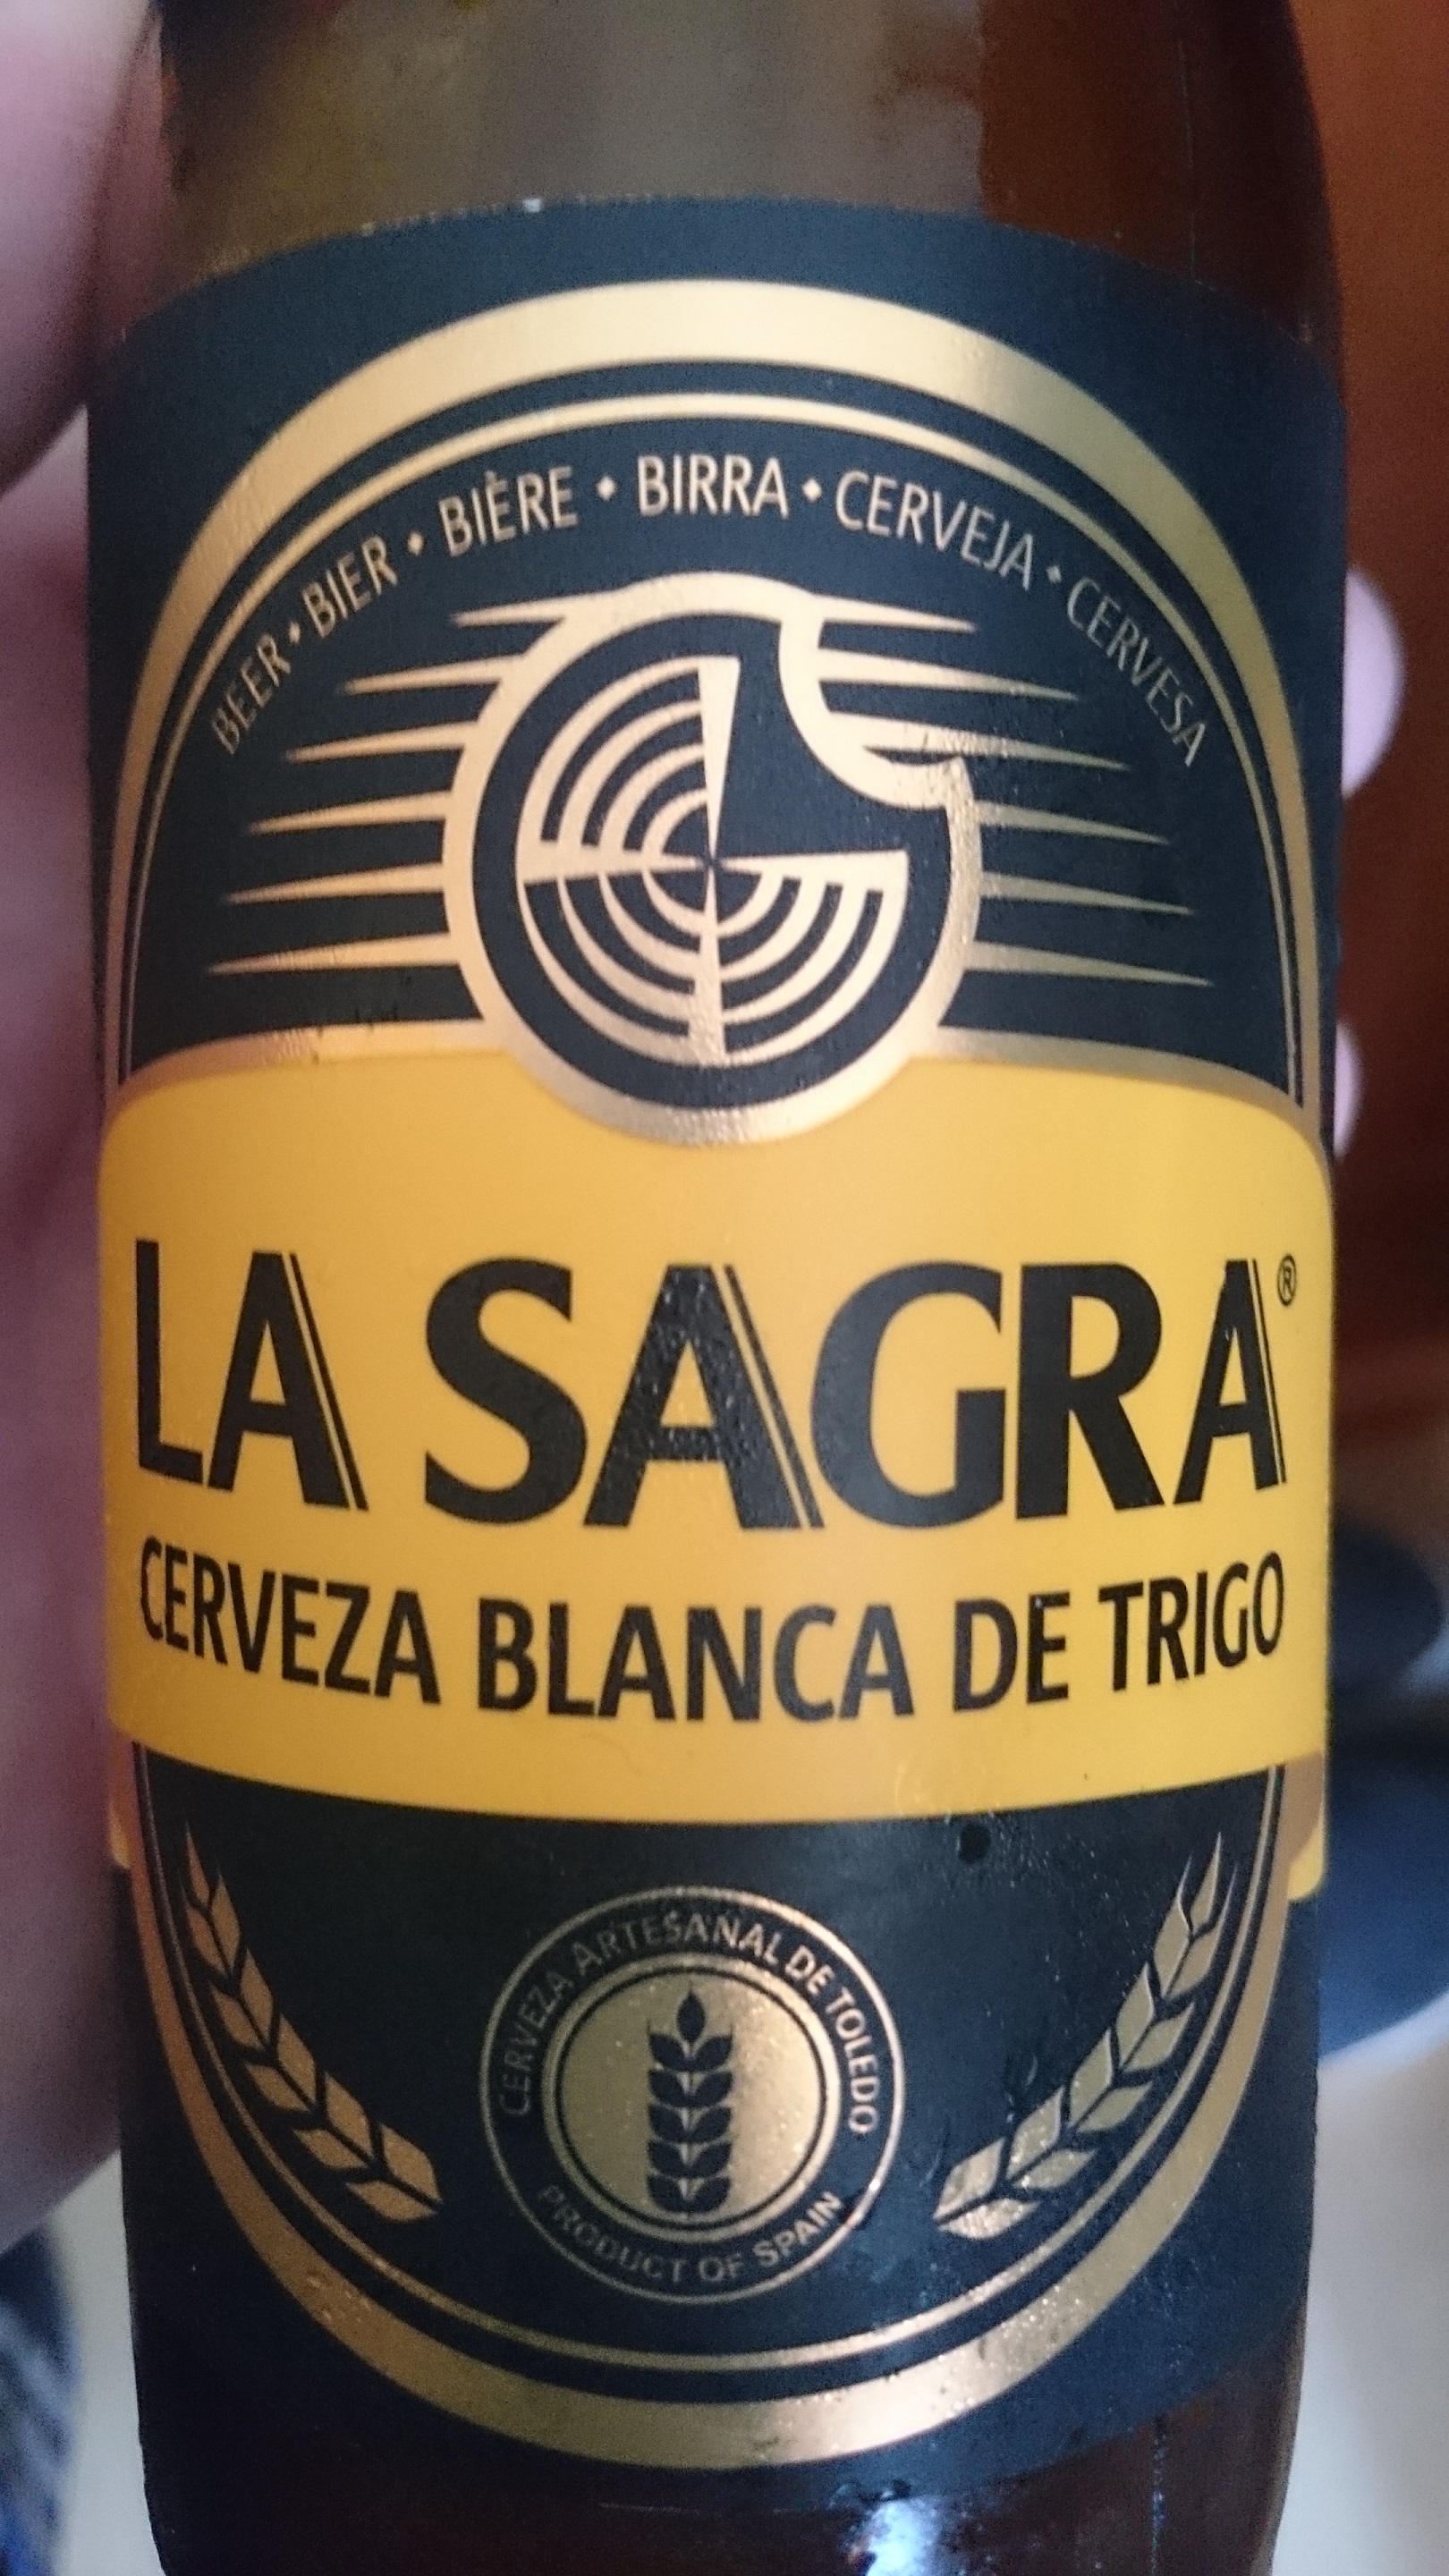 BEER • BIER • BIÈRE • BIRRA • CERVEJA • CERVESA
LA SAGRA®
CERVEZA BLANCA DE TRIGO
CERVEZA ARTESANAL DE TOLEDO
PRODUCT OF SPAIN